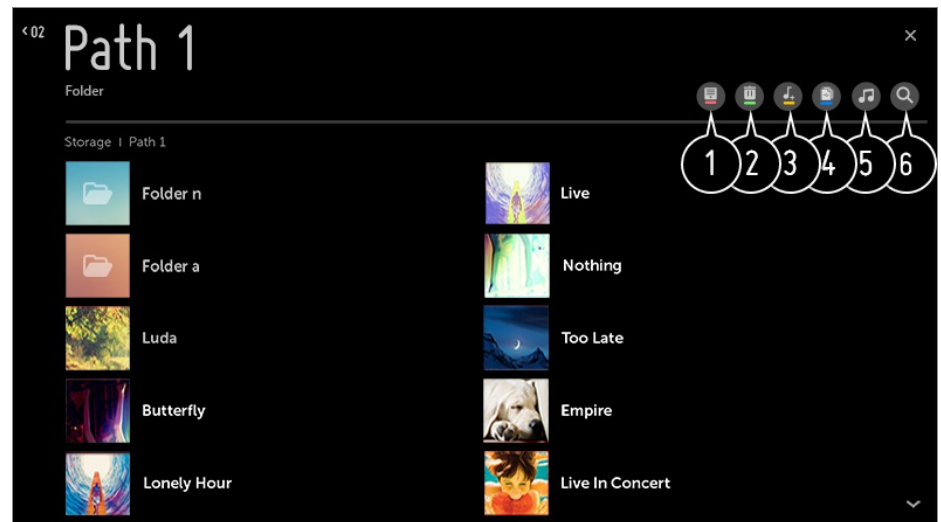 02
Path 1
Folder
1 2 3 4 5 6
Storage I Path 1
Folder n
Live
Folder a
Nothing
Luda
Too Late
Butterfly
Empire
Lonely Hour
Live In Concert